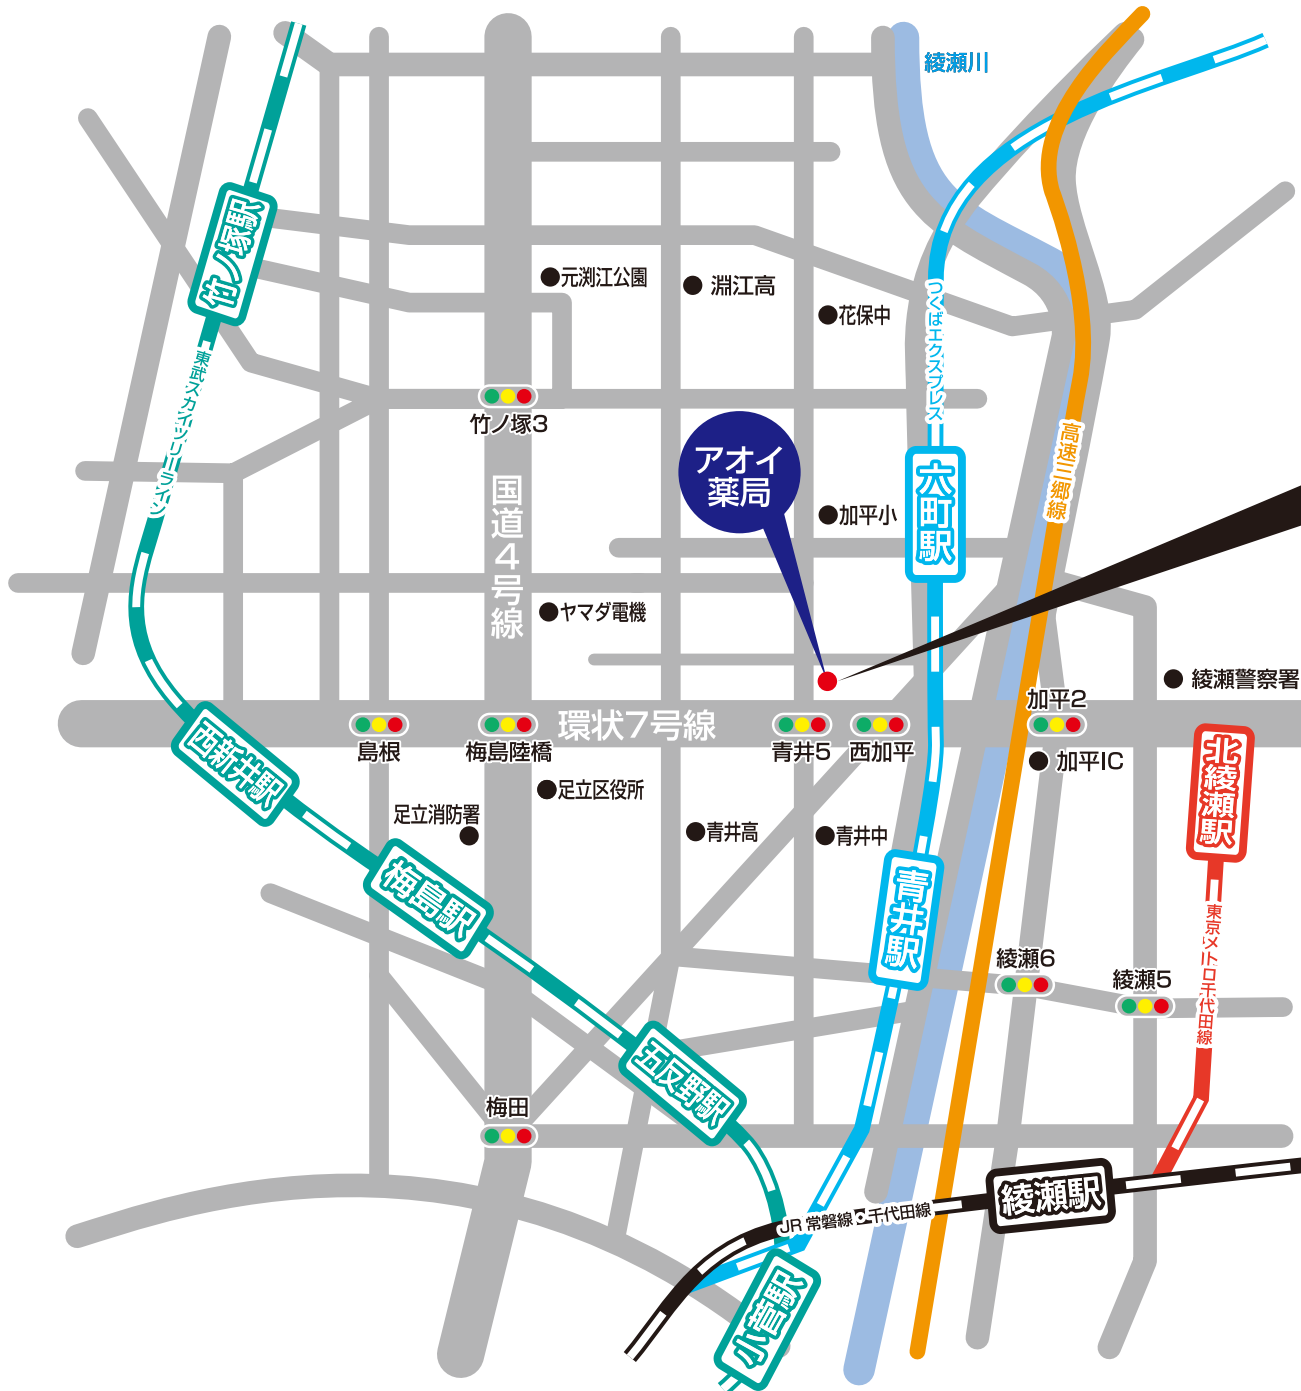 綾瀬川
竹ノ塚駅
元渕江公園
淵江高
花保中
つくばエクスプレス
東武スカイツリーライン
竹ノ塚3
高速三郷線
アオイ
薬局
六町駅
国道4号線
加平小
ヤマダ電機
綾瀬警察署
加平2
環状7号線
西新井駅
島根
梅島陸橋
青井5
西加平
加平IC
北綾瀬駅
足立区役所
足立消防署
青井高
青井中
梅島駅
青井駅
東京メトロ千代田線
綾瀬6
綾瀬5
五反野駅
梅田
綾瀬駅
JR 常磐線・千代田線
小菅駅